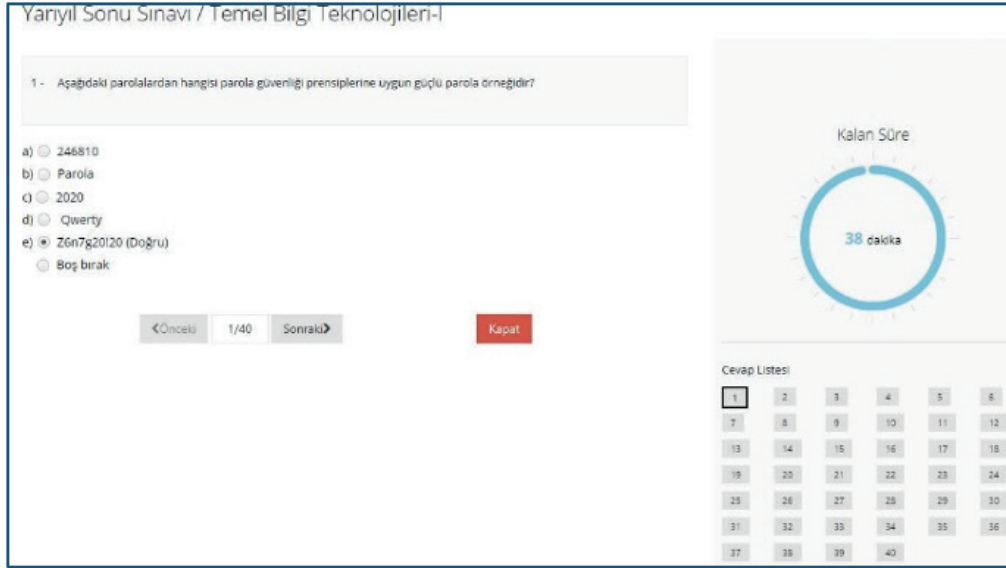 Yarıyıl Sonu Sınavı / Temel Bilgi Teknolojileri-I
1 - Aşağıdaki parolalardan hangisi parola güvenliği prensiplerine uygun güçlü parola örneğidir?
a) 246810
b) Parola
c) 2020
d) Qwerty
e) Z6n7g20!20 (Doğru)
Boş bırak
Önceki 1/40 Sonraki
Kapat
Kalan Süre
38 dakika
Cevap Listesi
1 2 3 4 5 6
7 8 9 10 11 12
13 14 15 16 17 18
19 20 21 22 23 24
25 26 27 28 29 30
31 32 33 34 35 36
37 38 39 40